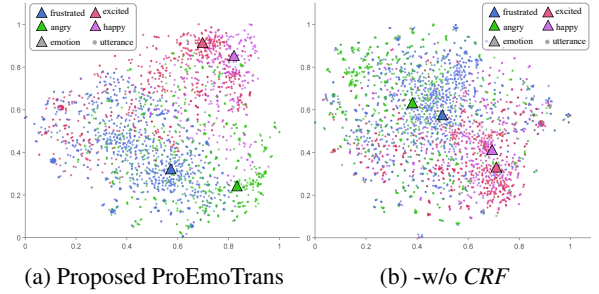 frustrated excited
angry happy
emotion utterance
1
0.8
0.6
0.4
0.2
0
0 0.2 0.4 0.6 0.8 1
(a) Proposed ProEmoTrans
frustrated excited
angry happy
emotion utterance
1
0.8
0.6
0.4
0.2
0
0.2 0.4 0.6 0.8 1
(b) -w/o CRF